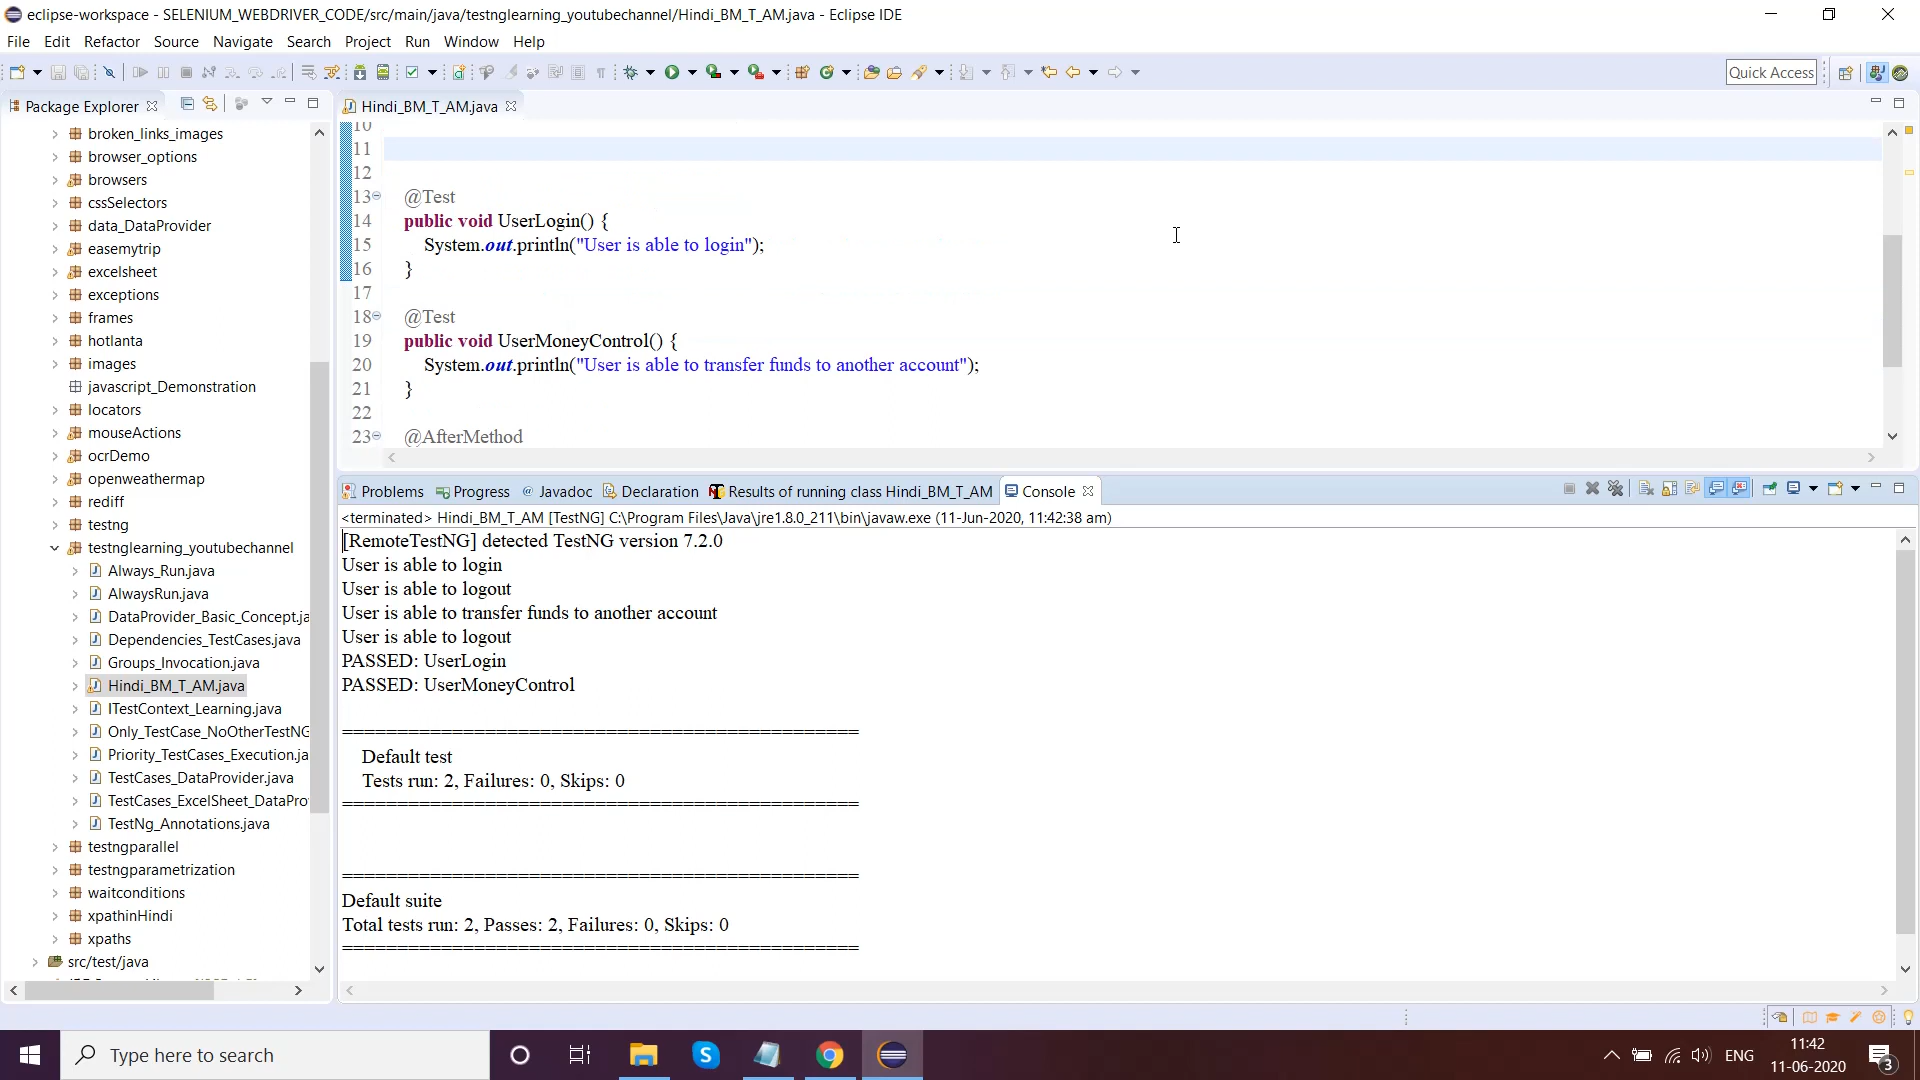 eclipse-workspace - SELENIUM_WEBDRIVER_CODE/src/main/java/testnglearning_youtubechannel/Hindi_BM_T_AM.java - Eclipse IDE
File Edit Refactor Source Navigate Search Project Run Window Help
Quick Access
Package Explorer
Hindi_BM_T_AM.java
broken_links_images
browser_options
browsers
cssSelectors
data_DataProvider
easemytrip
excelsheet
exceptions
frames
hotlanta
images
javascript_Demonstration
locators
mouseActions
ocrDemo
openweathermap
rediff
testng
testnglearning_youtubechannel
Always_Run.java
AlwaysRun.java
DataProvider_Basic_Concept.ja
Dependencies_TestCases.java
Groups_Invocation.java
Hindi_BM_T_AM.java
ITestContext_Learning.java
Only_TestCase_NoOtherTestNG
Priority_TestCases_Execution.ja
TestCases_DataProvider.java
TestCases_ExcelSheet_DataPro
TestNg_Annotations.java
testngparallel
testngparametrization
waitconditions
xpathinHindi
xpaths
src/test/java
10
11
12
13 @Test
14 public void UserLogin() {
15 System.out.println("User is able to login");
16 }
17
18 @Test
19 public void UserMoneyControl() {
20 System.out.println("User is able to transfer funds to another account");
21 }
22
23 @AfterMethod
Problems Progress @ Javadoc Declaration Results of running class Hindi_BM_T_AM Console
<terminated> Hindi_BM_T_AM [TestNG] C:\Program Files\Java\jre1.8.0_211\bin\javaw.exe (11-Jun-2020, 11:42:38 am)
[RemoteTestNG] detected TestNG version 7.2.0
User is able to login
User is able to logout
User is able to transfer funds to another account
User is able to logout
PASSED: UserLogin
PASSED: UserMoneyControl
===============================================
Default test
Tests run: 2, Failures: 0, Skips: 0
===============================================
===============================================
Default suite
Total tests run: 2, Passes: 2, Failures: 0, Skips: 0
===============================================
Type here to search
ENG
11:42
11-06-2020
3